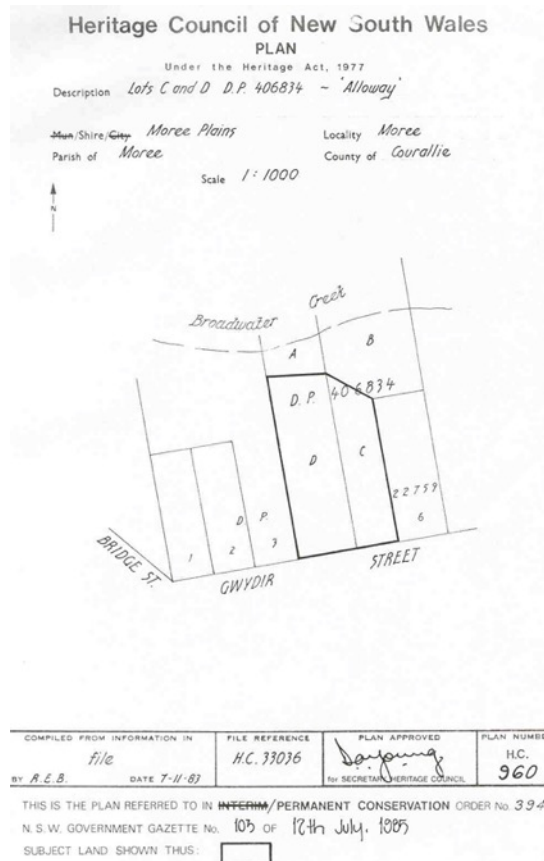 Heritage Council of New South Wales
PLAN
Under the Heritage Act, 1977
Description Lots C and D D.P. 406834 ~ 'Alloway'
Mun/Shire/City Moree Plains Locality Moree
Parish of Moree County of Courallie
Scale 1:1000
N
Broadwater Creek
A B
D.P. 406834
D C
22759
D P.
1 2 3 6
BRIDGE ST. GWYDIR STREET
COMPILED FROM INFORMATION IN FILE REFERENCE PLAN APPROVED PLAN NUMBE
file H.C. 33036 H.C.
BY R.E.B. DATE 7-11-83 for SECRETARY HERITAGE COUNCIL 960
THIS IS THE PLAN REFERRED TO IN INTERIM/PERMANENT CONSERVATION ORDER No. 394
N. S. W. GOVERNMENT GAZETTE No. 103 OF 12th July. 1985
SUBJECT LAND SHOWN THUS: